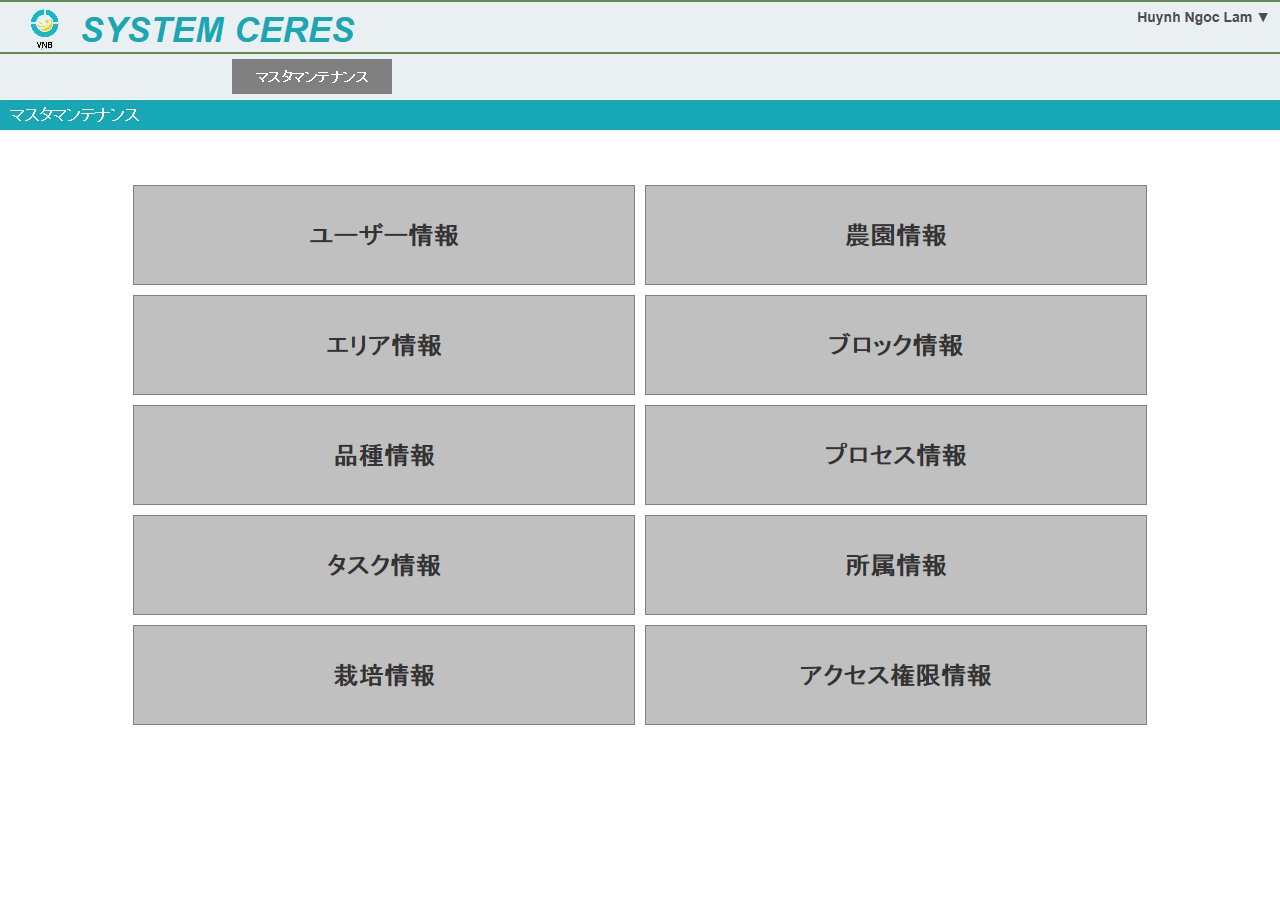 VNB
SYSTEM CERES
Huynh Ngoc Lam ▼
マスタマンテナンス
マスタマンテナンス
ユーザー情報
農園情報
エリア情報
ブロック情報
品種情報
プロセス情報
タスク情報
所属情報
栽培情報
アクセス権限情報